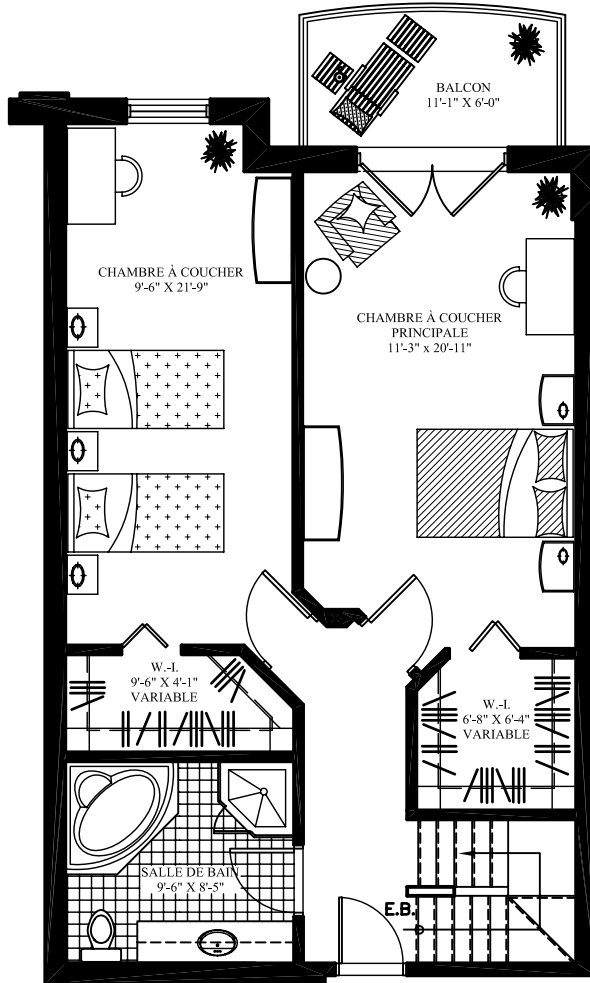 BALCON
11'-1" X 6'-0"
CHAMBRE À COUCHER
9'-6" X 21'-9"
CHAMBRE À COUCHER
PRINCIPALE
11'-3" x 20'-11"
W.-I.
9'-6" X 4'-1"
VARIABLE
W.-I.
6'-8" X 6'-4"
VARIABLE
SALLE DE BAIN
9'-6" X 8'-5"
E.B.